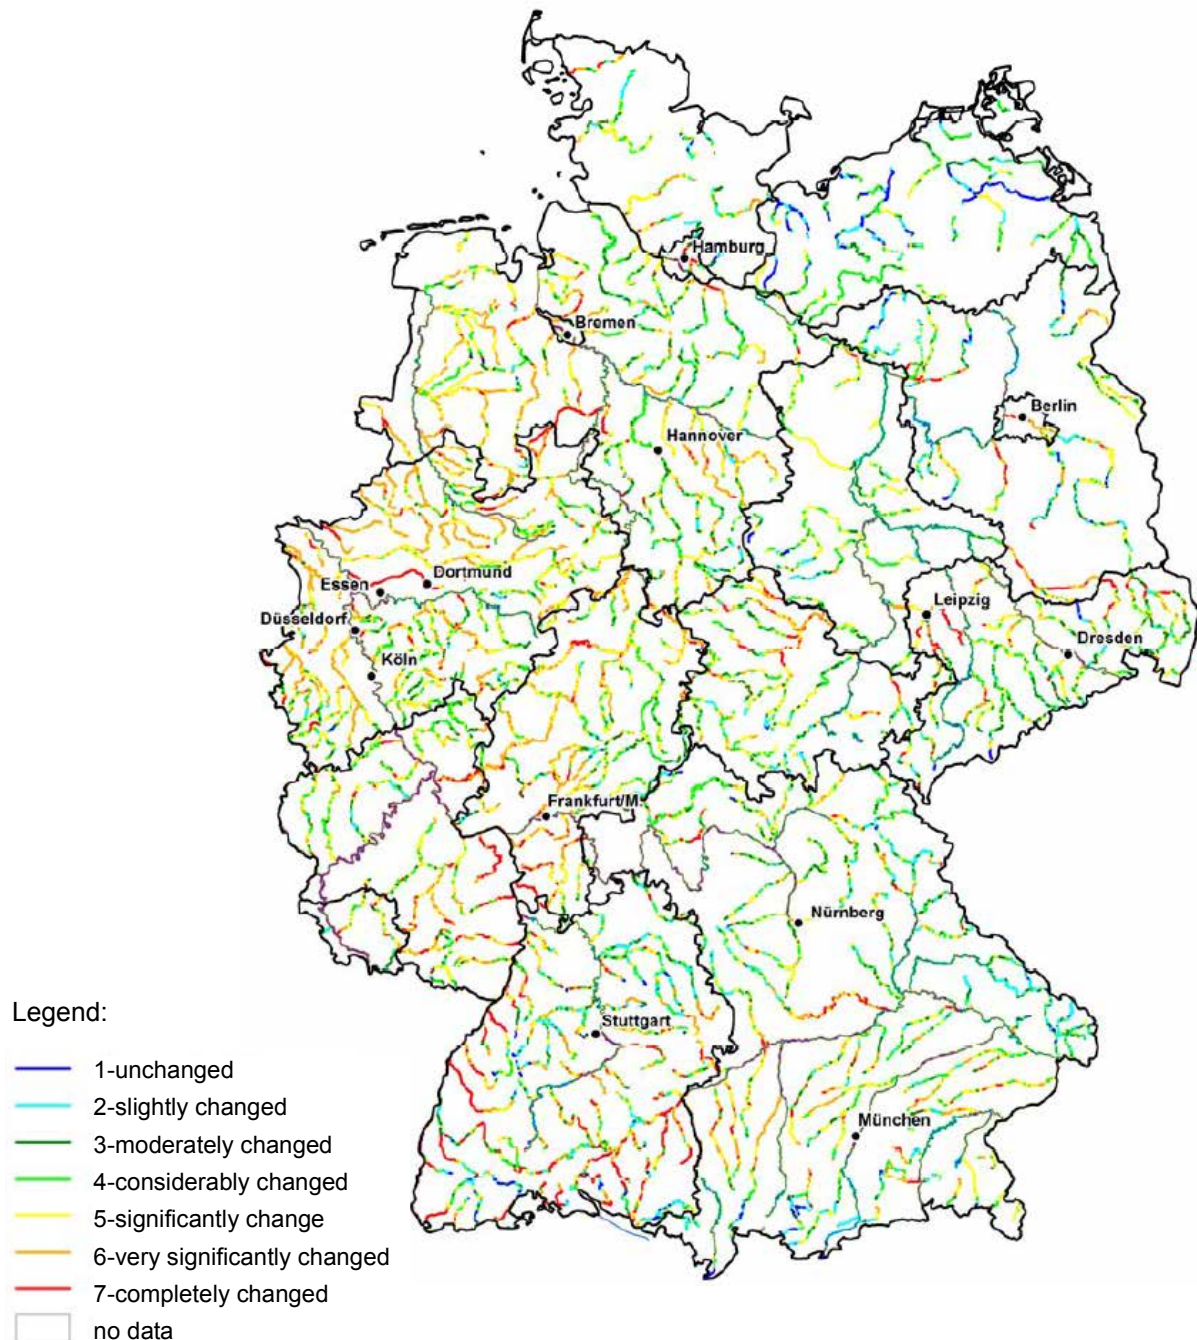 Hamburg
Bremen
Berlin
Hannover
Dortmund
Essen
Leipzig
Düsseldorf
Dresden
Köln
Frankfurt/M.
Nürnberg
Stuttgart
München
Legend:
1-unchanged
2-slightly changed
3-moderately changed
4-considerably changed
5-significantly change
6-very significantly changed
7-completely changed
no data